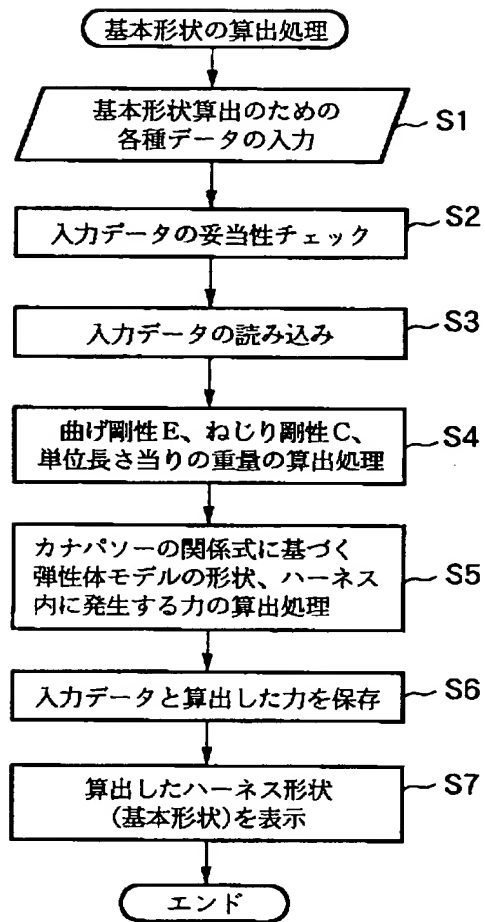 基本形状の算出処理
基本形状算出のための
各種データの入力
S1
入力データの妥当性チェック
S2
入力データの読み込み
S3
曲げ剛性E、ねじり剛性C、
単位長さ当りの重量の算出処理
S4
カナパソーの関係式に基づく
弾性体モデルの形状、ハーネス
内に発生する力の算出処理
S5
入力データと算出した力を保存
S6
算出したハーネス形状
(基本形状)を表示
S7
エンド